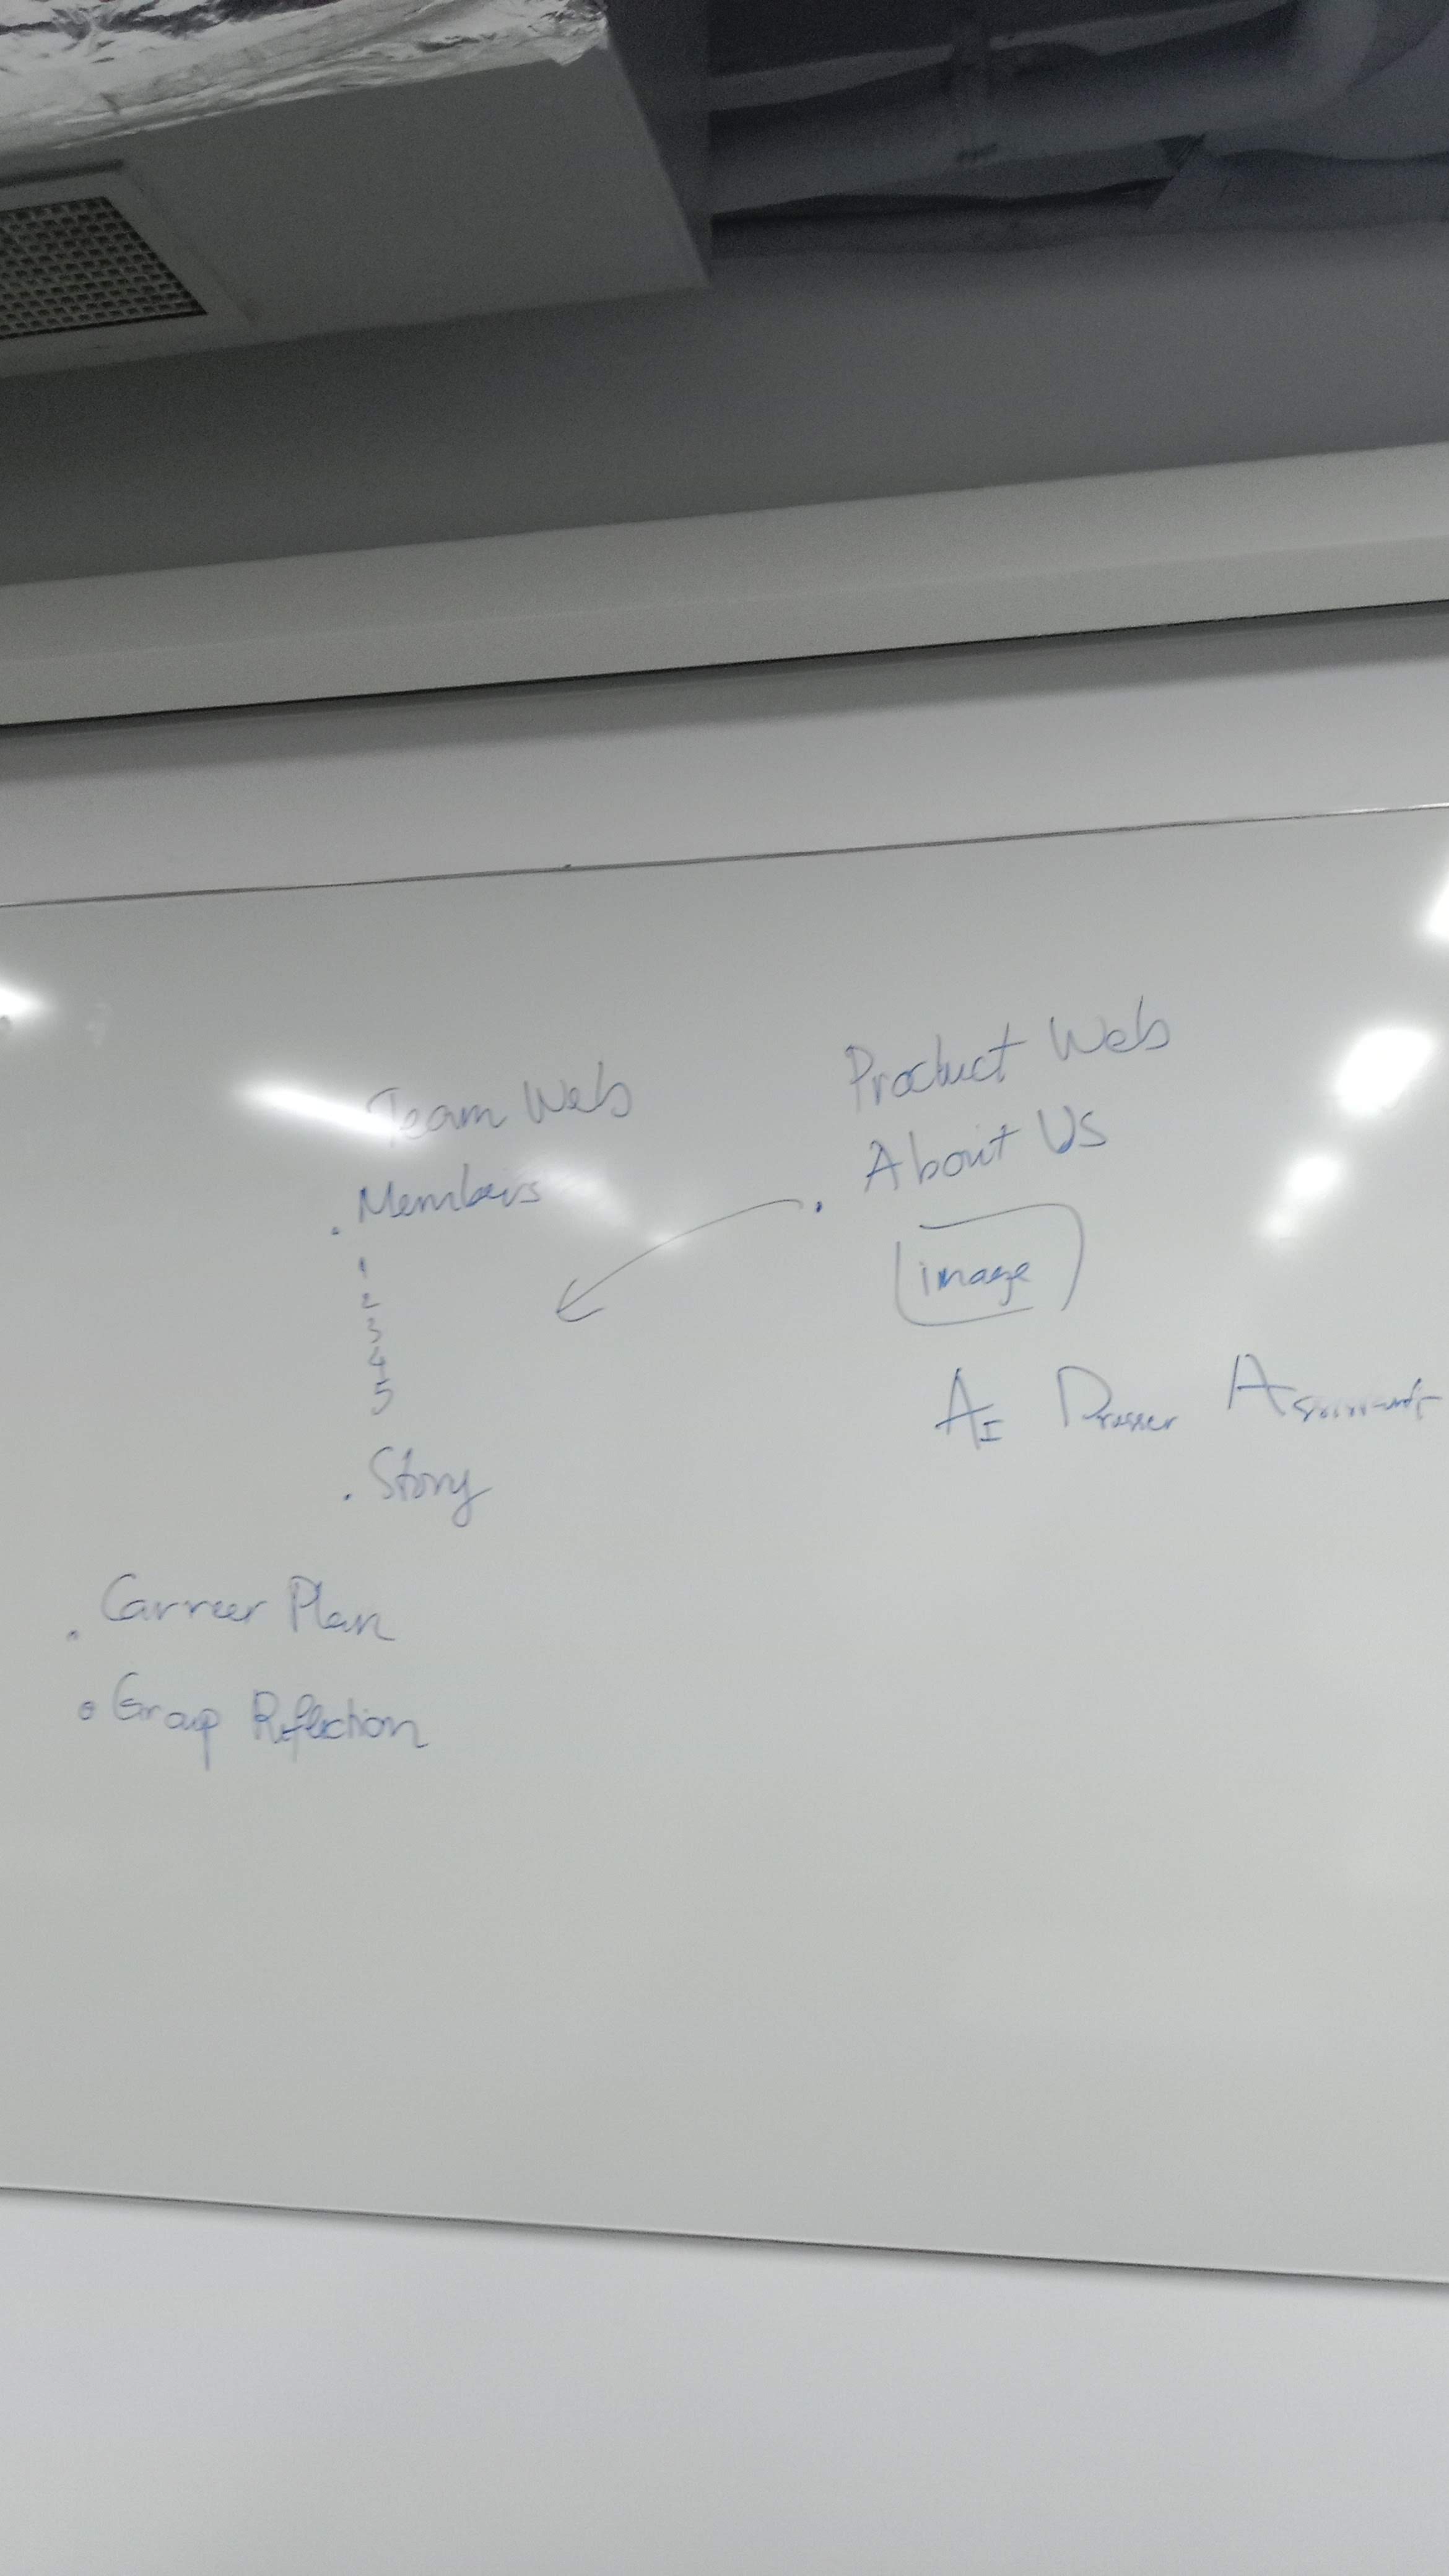 Team Web
. Members
1
2
3
4
5
. Story
. Carreer Plan
• Group Reflection
Product Web
. About Us
image
AI Dresser